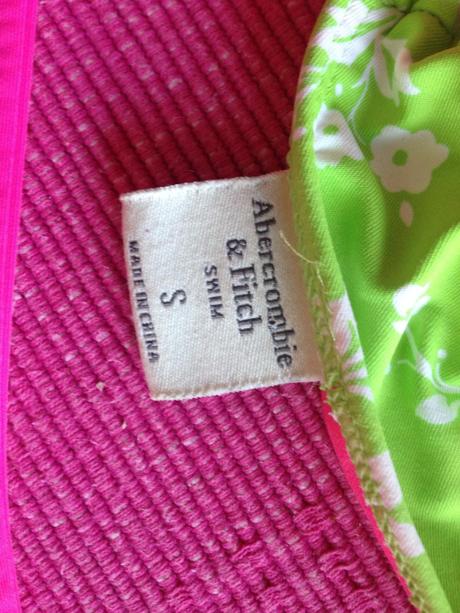 Abercrombie
& Fitch
SWIM
S
MADE IN CHINA